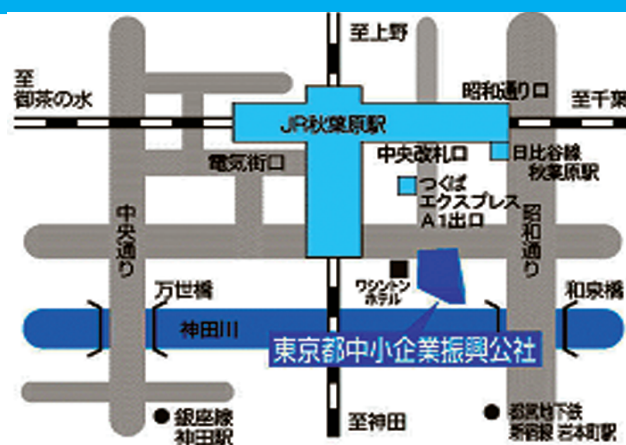 至上野
至
御茶の水
昭和通り口
至千葉
JR秋葉原駅
電気街口
中央改札口
日比谷線
秋葉原駅
つくば
エクスプレス
A1出口
中央通り
昭和通り
ワシントン
ホテル
万世橋
和泉橋
神田川
東京都中小企業振興公社
銀座線
神田駅
至神田
都営地下鉄
新宿線 岩本町駅